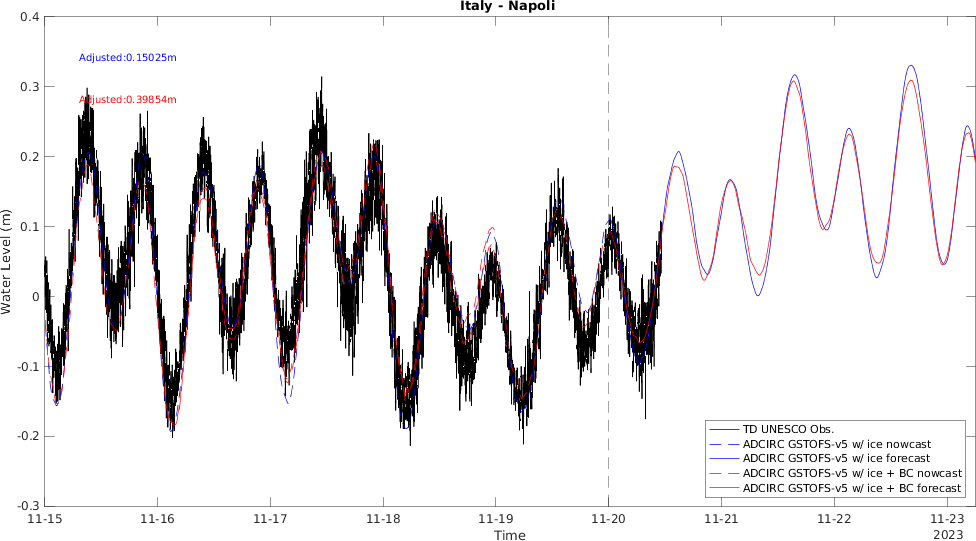 Italy - Napoli
Adjusted:0.15025m
Adjusted:0.39854m
Water Level (m)
0.4
0.3
0.2
0.1
0
-0.1
-0.2
-0.3
TD UNESCO Obs.
ADCIRC GSTOFS-v5 w/ ice nowcast
ADCIRC GSTOFS-v5 w/ ice forecast
ADCIRC GSTOFS-v5 w/ ice + BC nowcast
ADCIRC GSTOFS-v5 w/ ice + BC forecast
11-15 11-16 11-17 11-18 11-19 11-20 11-21 11-22 11-23
Time
2023